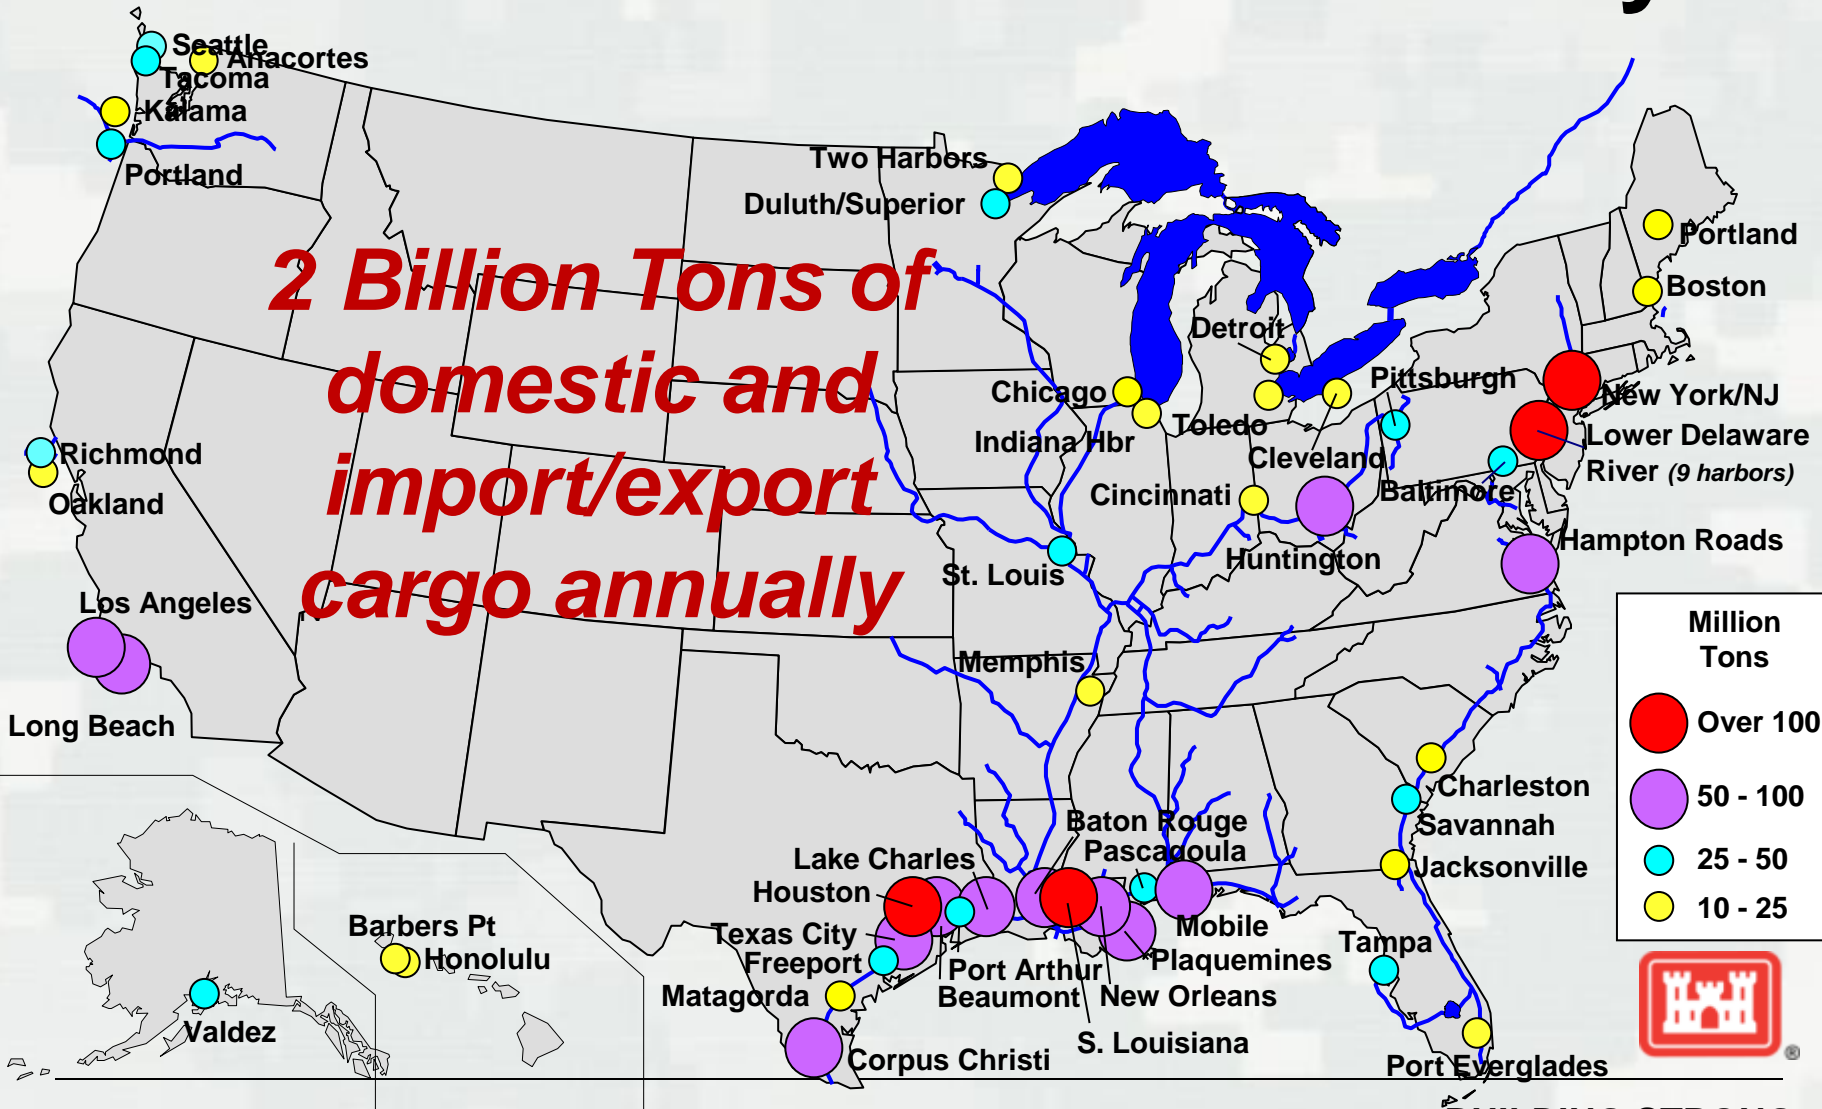 Seattle
Anacortes
Tacoma
Kalama
Portland
Two Harbors
Duluth/Superior
2 Billion Tons of
domestic and
import/export
cargo annually
Portland
Boston
Detroit
Chicago
Pittsburgh
New York/NJ
Indiana Hbr
Toledo
Cleveland
Lower Delaware
River (9 harbors)
Richmond
Oakland
Cincinnati
Baltimore
Huntington
Hampton Roads
St. Louis
Los Angeles
Long Beach
Memphis
Million
Tons
Over 100
50 - 100
25 - 50
10 - 25
Charleston
Savannah
Jacksonville
Baton Rouge
Pascagoula
Lake Charles
Houston
Texas City
Freeport
Matagorda
Corpus Christi
Port Arthur
Beaumont
New Orleans
S. Louisiana
Mobile
Plaquemines
Tampa
Port Everglades
Barbers Pt
Honolulu
Valdez
®